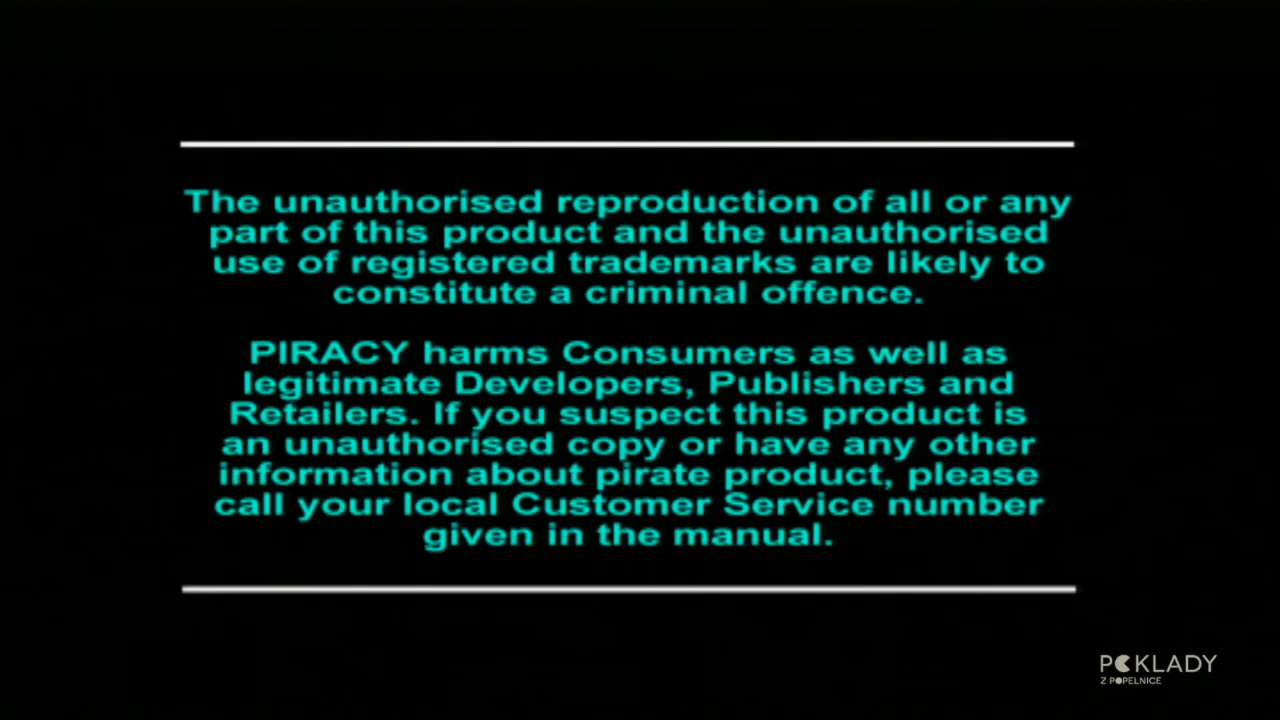 The unauthorised reproduction of all or any
part of this product and the unauthorised
use of registered trademarks are likely to
constitute a criminal offence.
PIRACY harms Consumers as well as
legitimate Developers, Publishers and
Retailers. If you suspect this product is
an unauthorised copy or have any other
information about pirate product, please
call your local Customer Service number
given in the manual.
POKLADY
Z POPELNICE